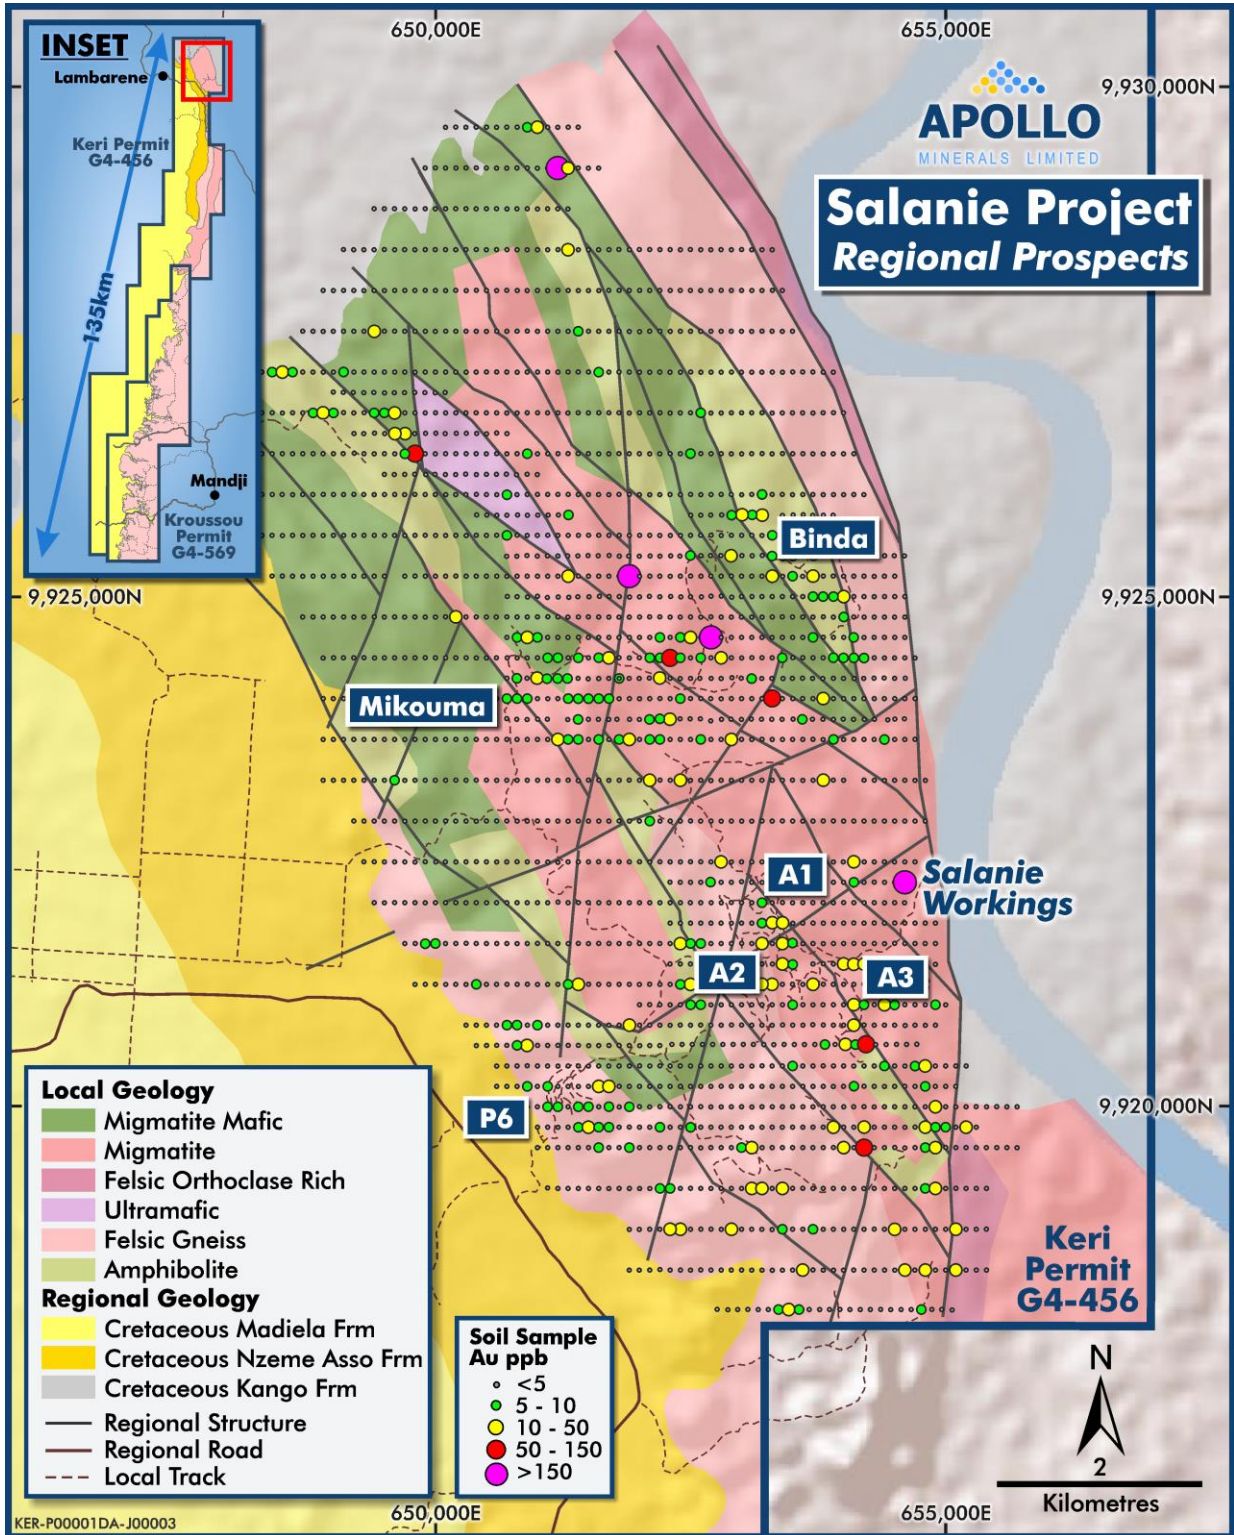 650,000E
655,000E
INSET
Lambarene
Keri Permit
G4-456
135km
Mandji
Kroussou
Permit
G4-569
APOLLO
MINERALS LIMITED
9,930,000N
Salanie Project
Regional Prospects
Binda
9,925,000N
9,925,000N
Mikouma
A1
Salanie
Workings
A2
A3
9,920,000N
P6
Keri
Permit
G4-456
Local Geology
Migmatite Mafic
Migmatite
Felsic Orthoclase Rich
Ultramafic
Felsic Gneiss
Amphibolite
Regional Geology
Cretaceous Madiela Frm
Cretaceous Nzeme Asso Frm
Cretaceous Kango Frm
Regional Structure
Regional Road
Local Track
Soil Sample
Au ppb
<5
5 - 10
10 - 50
50 - 150
>150
N
2
Kilometres
650,000E
655,000E
KER-P00001DA-J00003